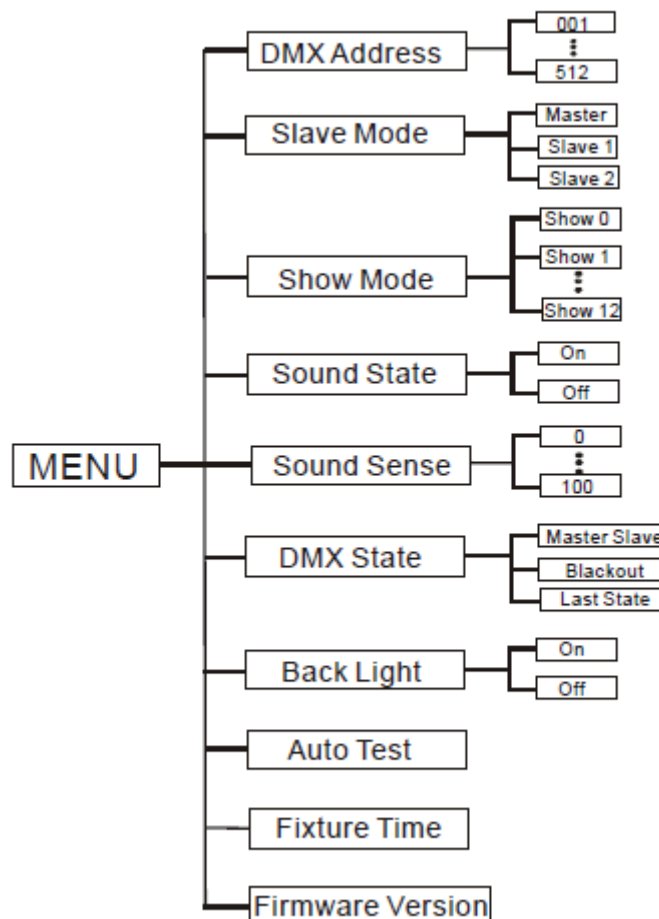 MENU
DMX Address
001
512
Slave Mode
Master
Slave 1
Slave 2
Show Mode
Show 0
Show 1
Show 12
Sound State
On
Off
Sound Sense
0
100
DMX State
Master Slave
Blackout
Last State
Back Light
On
Off
Auto Test
Fixture Time
Firmware Version